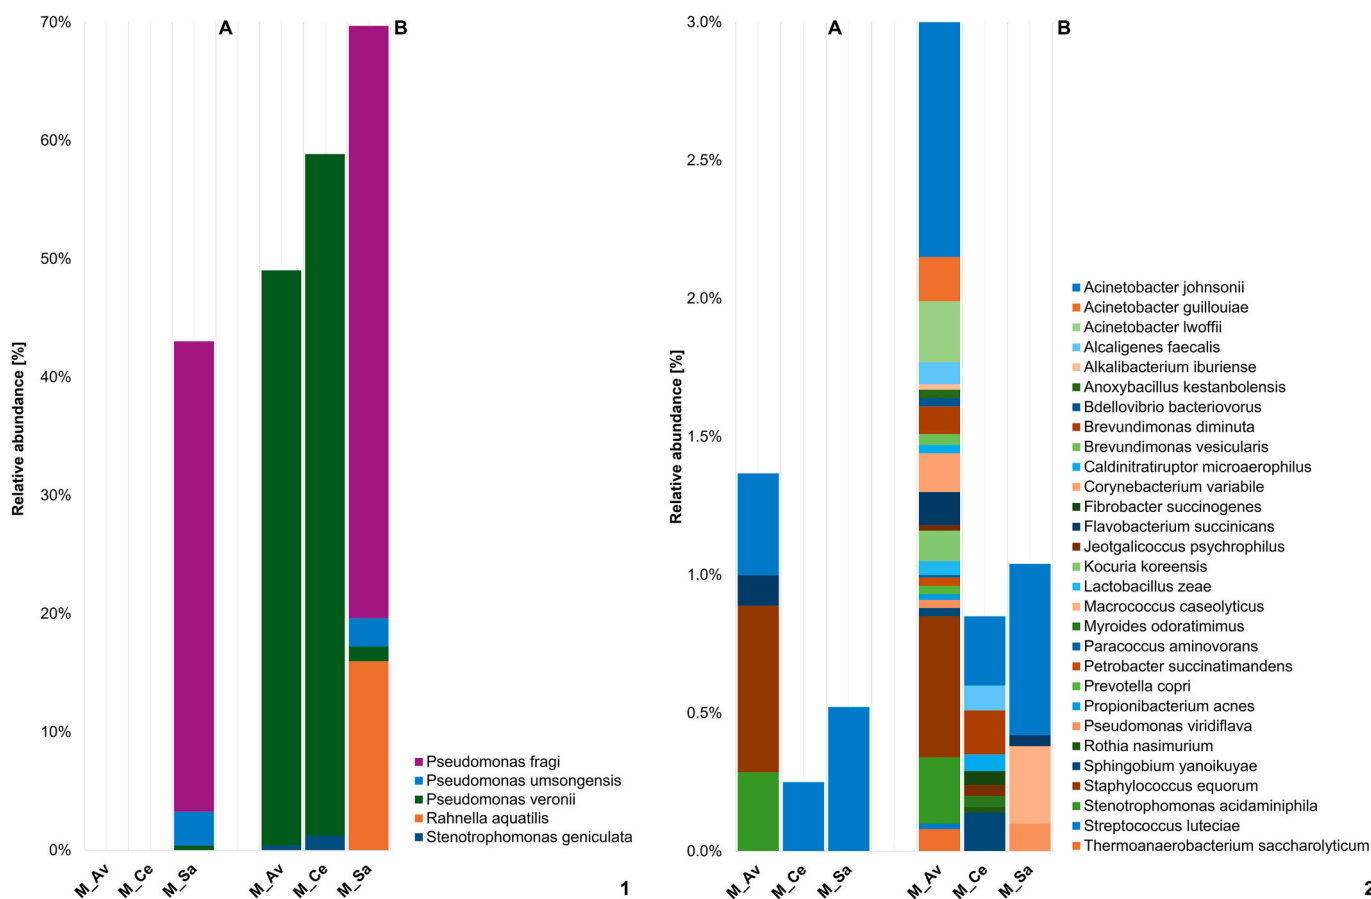 70%
60%
50%
40%
30%
20%
10%
0%
Relative abundance [%]
A
B
M_Av
M_Ce
M_Sa
M_Av
M_Ce
M_Sa
Pseudomonas fragi
Pseudomonas umsongensis
Pseudomonas veronii
Rahnella aquatilis
Stenotrophomonas geniculata
1
3.0%
2.5%
2.0%
1.5%
1.0%
0.5%
0.0%
Relative abundance [%]
A
B
M_Av
M_Ce
M_Sa
M_Av
M_Ce
M_Sa
Acinetobacter johnsonii
Acinetobacter guillouiae
Acinetobacter lwoffii
Alcaligenes faecalis
Alkalibacterium iburiense
Anoxybacillus kestanbolensis
Bdellovibrio bacteriovorus
Brevundimonas diminuta
Brevundimonas vesicularis
Caldinitratiruptor microaerophilus
Corynebacterium variabile
Fibrobacter succinogenes
Flavobacterium succinicans
Jeotgalicoccus psychrophilus
Kocuria koreensis
Lactobacillus zeae
Macrococcus caseolyticus
Myroides odoratimimus
Paracoccus aminovorans
Petrobacter succinatimandens
Prevotella copri
Propionibacterium acnes
Pseudomonas viridiflava
Rothia nasimurium
Sphingobium yanoikuyae
Staphylococcus equorum
Stenotrophomonas acidaminiphila
Streptococcus luteciae
Thermoanaerobacterium saccharolyticum
2